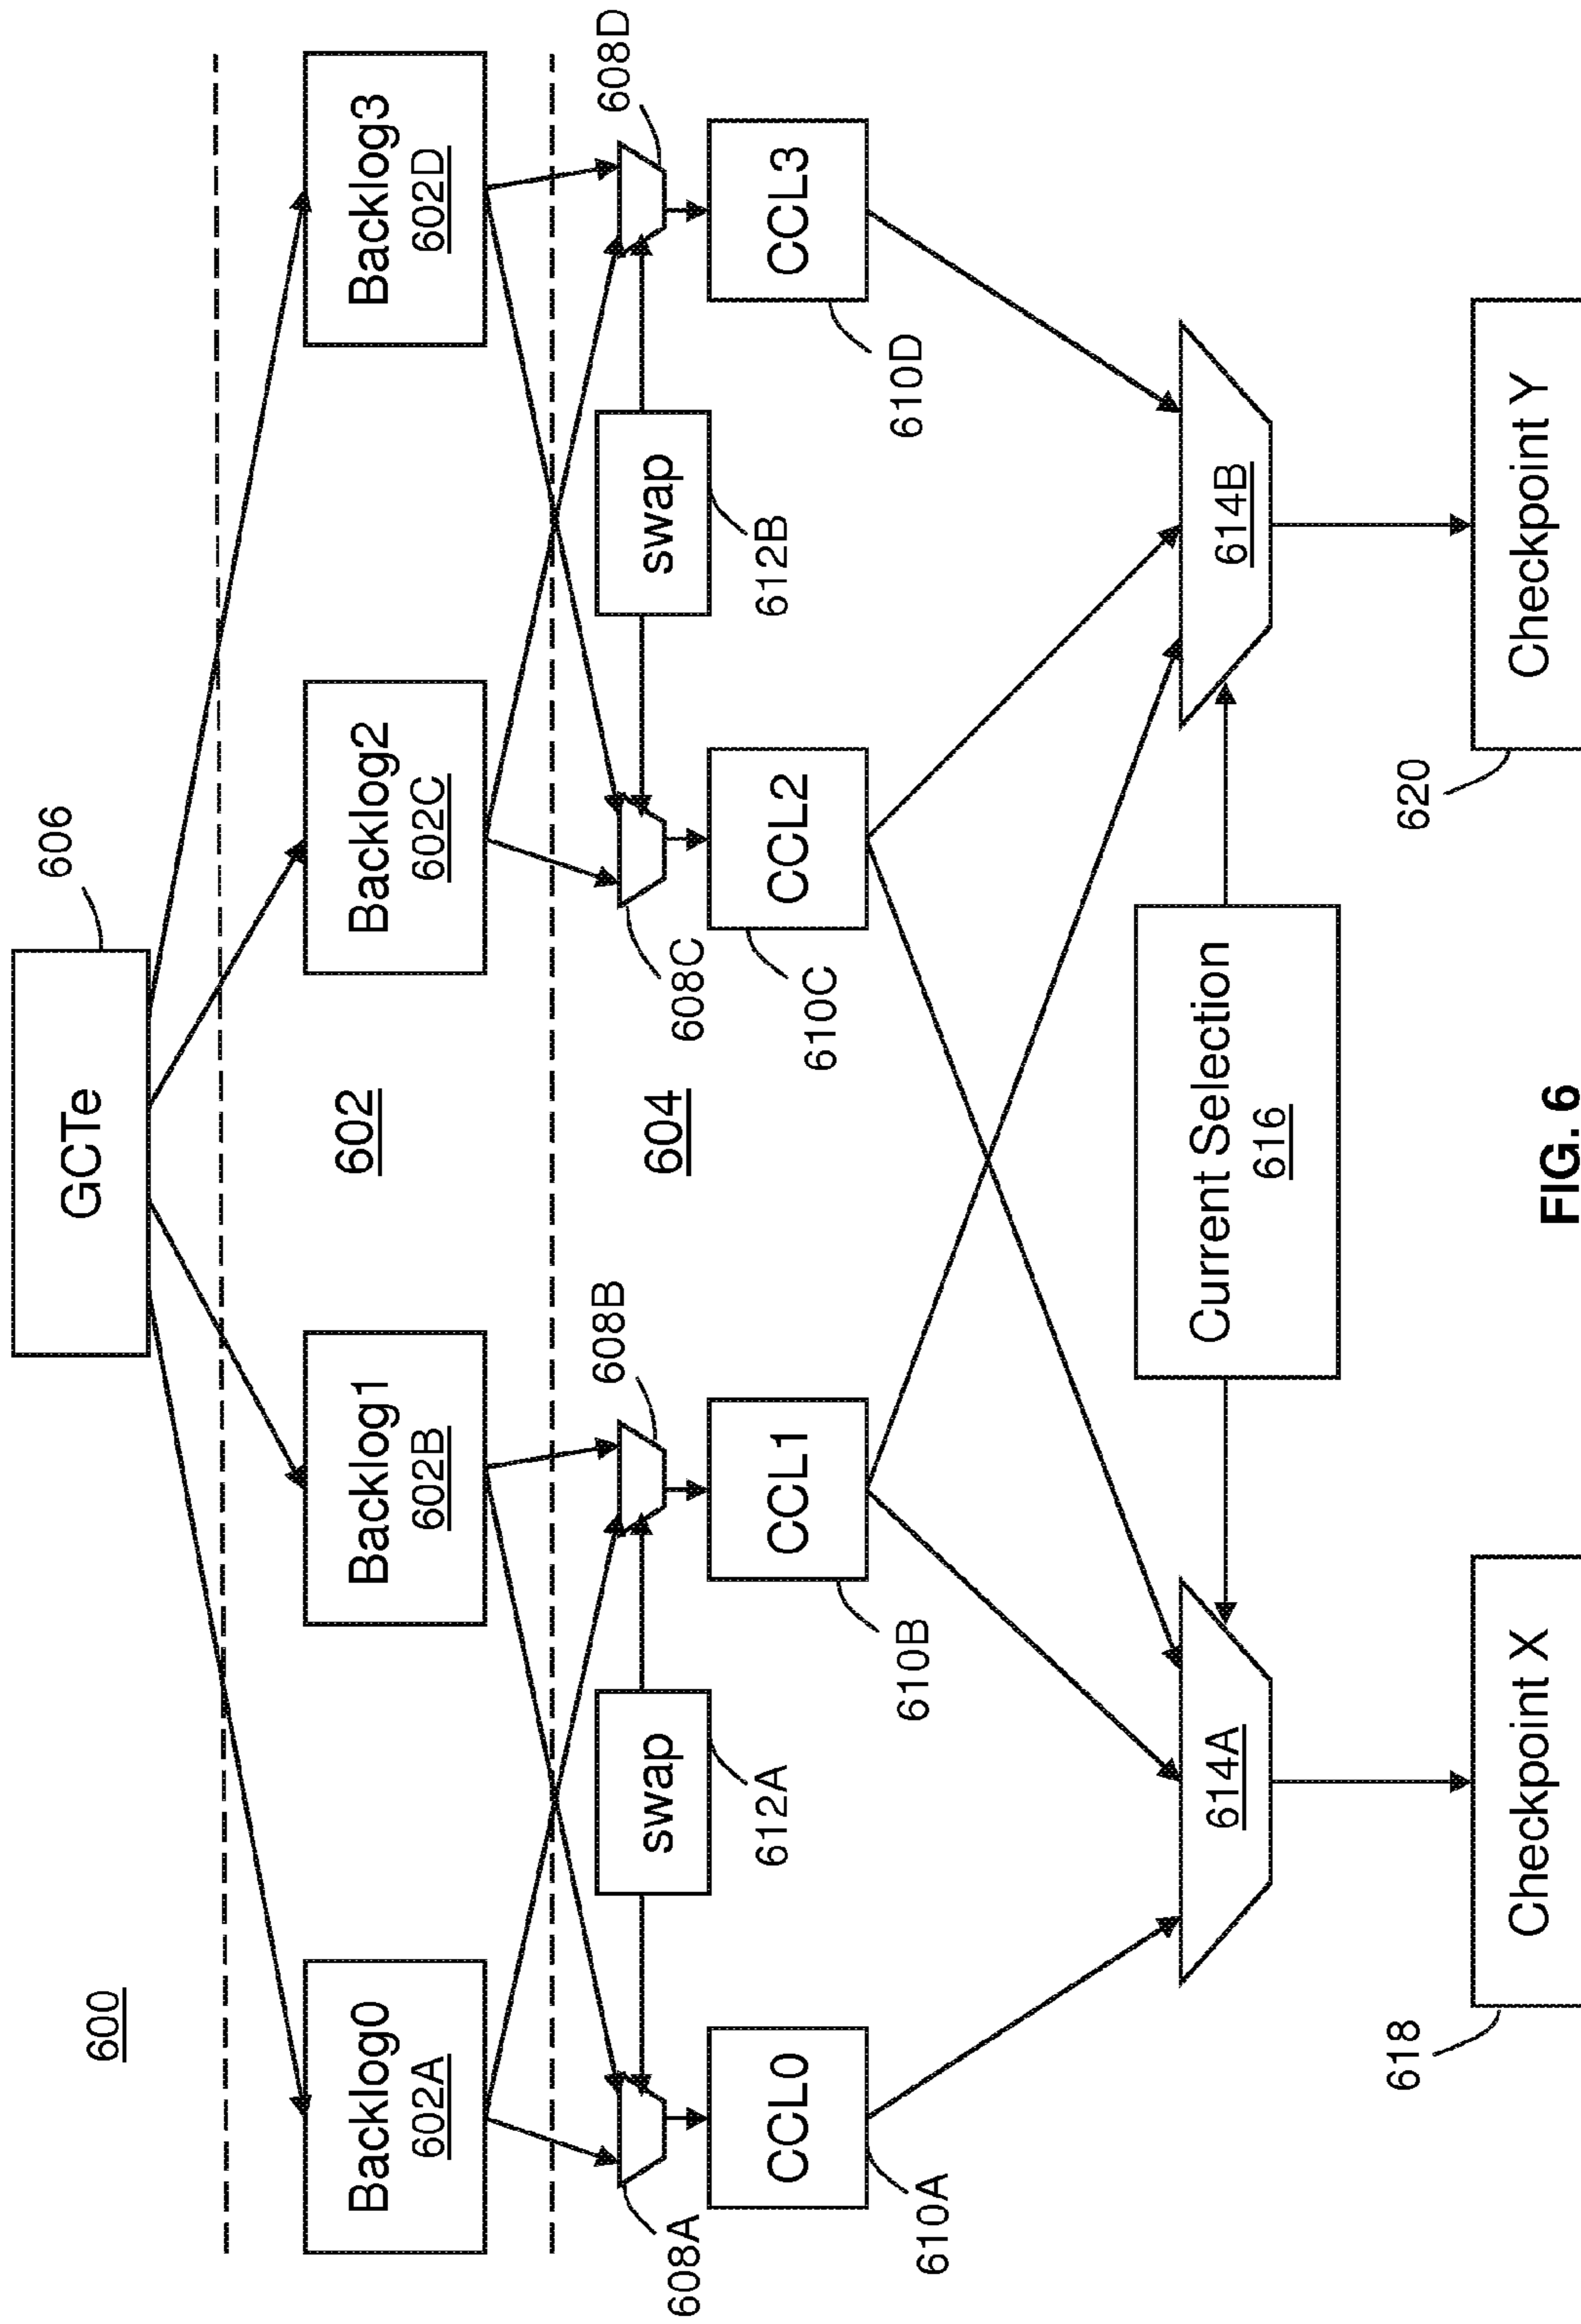 600
606
GCTe
Backlog0
602A
Backlog1
602B
602
Backlog2
602C
Backlog3
602D
608A
612A
swap
608B
604
608C
612B
swap
608D
CCL0
610A
CCL1
610B
CCL2
610C
CCL3
610D
614A
Current Selection
616
614B
618
Checkpoint X
620
Checkpoint Y
FIG. 6